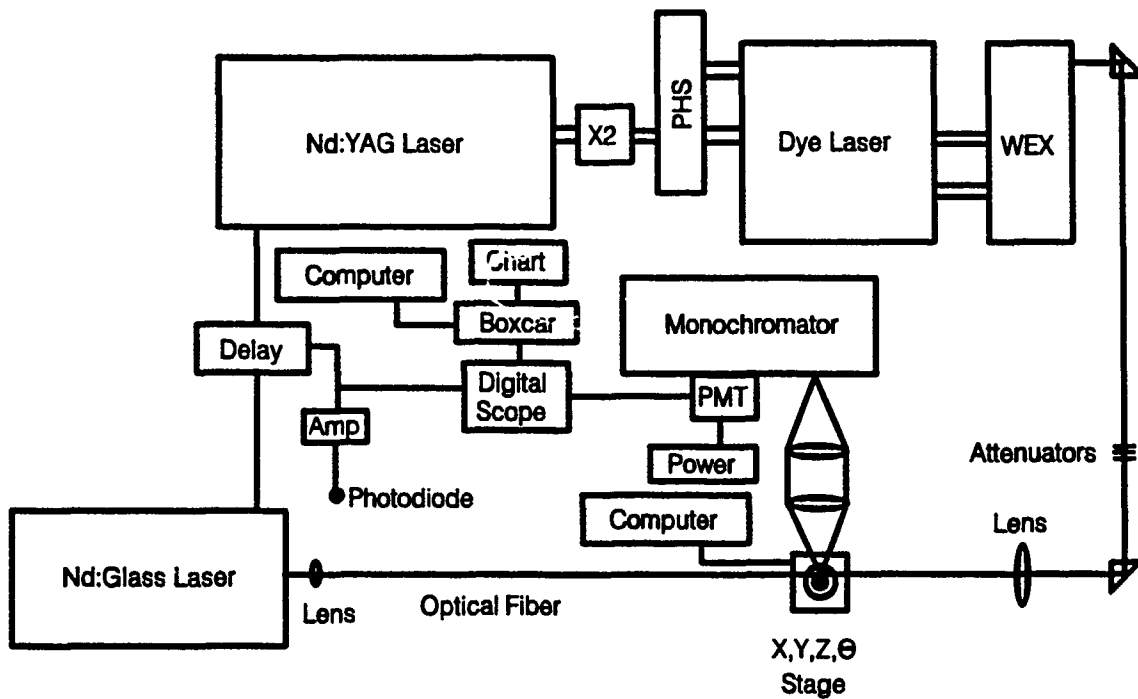 Nd:YAG Laser
X2
PHS
Dye Laser
WEX
Computer
Chart
Boxcar
Monochromator
Delay
Digital
Scope
PMT
Amp
Power
Attenuators
Photodiode
Computer
Lens
Nd:Glass Laser
Lens
Optical Fiber
X,Y,Z,Θ
Stage